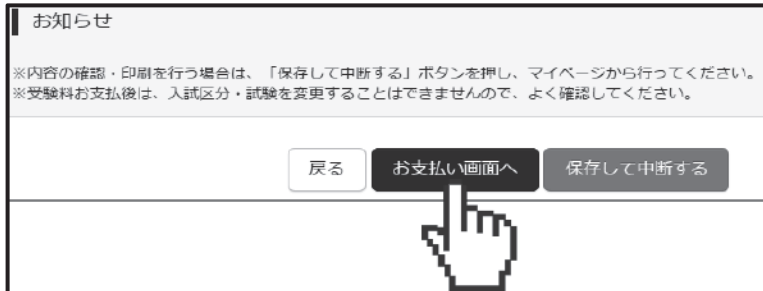 お知らせ
※内容の確認・印刷を行う場合は、「保存して中断する」ボタンを押し、マイページから行ってください。
※受験料お支払後は、入試区分・試験を変更することはできませんので、よく確認してください。
戻る
お支払い画面へ
保存して中断する